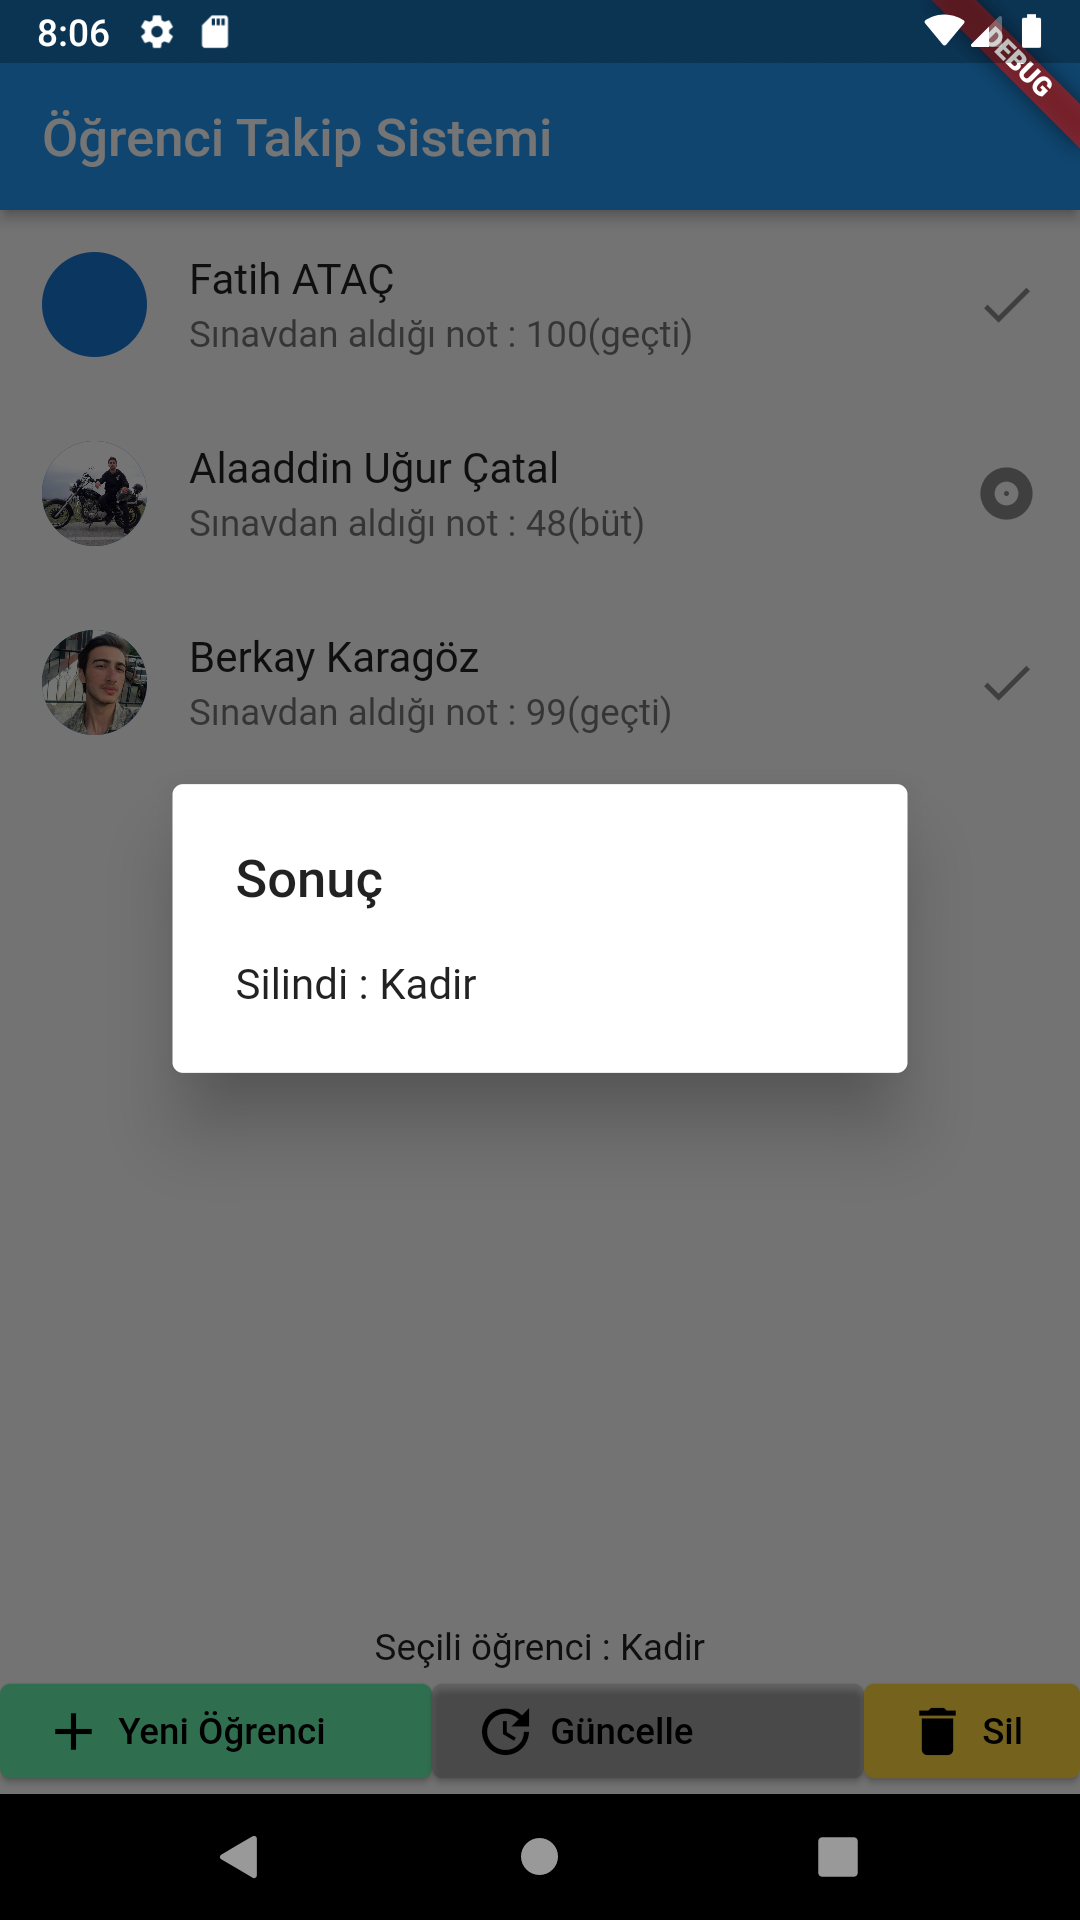 8:06
DEBUG
Öğrenci Takip Sistemi
Fatih ATAÇ
Sınavdan aldığı not : 100(geçti)
Alaaddin Uğur Çatal
Sınavdan aldığı not : 48(büt)
Berkay Karagöz
Sınavdan aldığı not : 99(geçti)
Sonuç
Silindi : Kadir
Seçili öğrenci : Kadir
Yeni Öğrenci
Güncelle
Sil